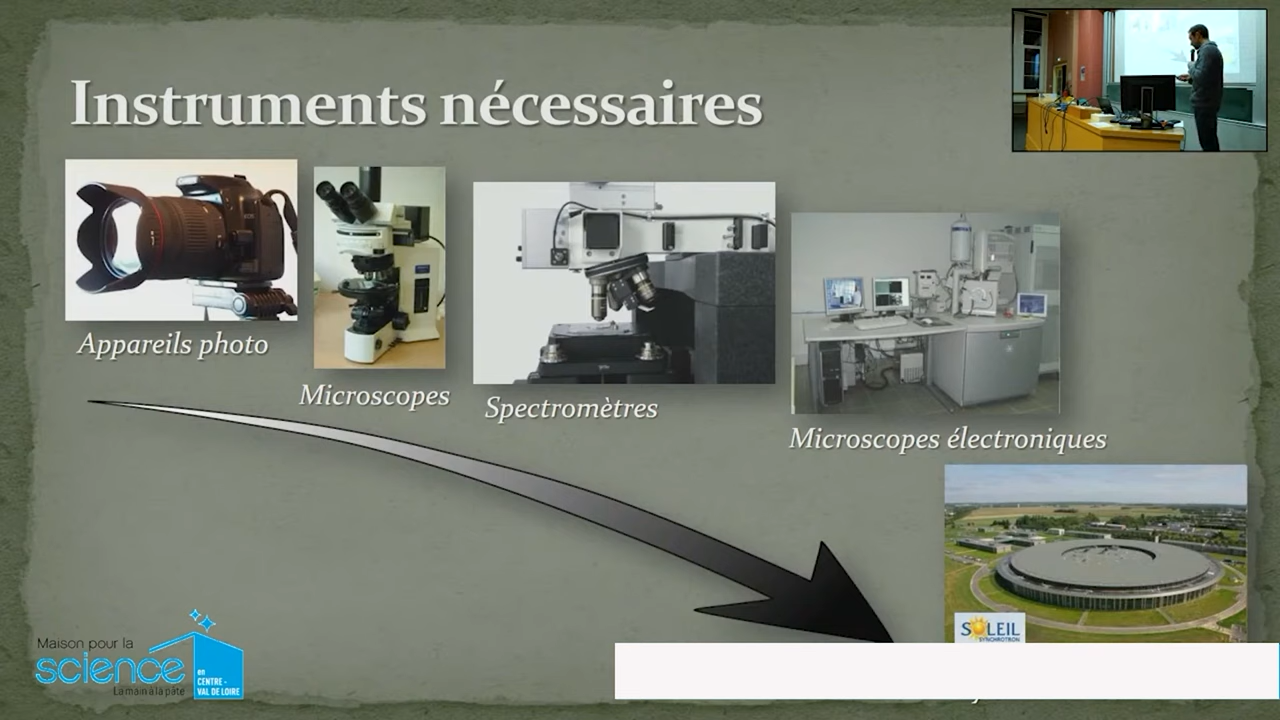 Instruments nécessaires
Appareils photo
Microscopes
Spectromètres
Microscopes électroniques
SOLEIL
SYNCHROTRON
Maison pour la
science
La main à la pâte
en
CENTRE -
VAL DE LOIRE